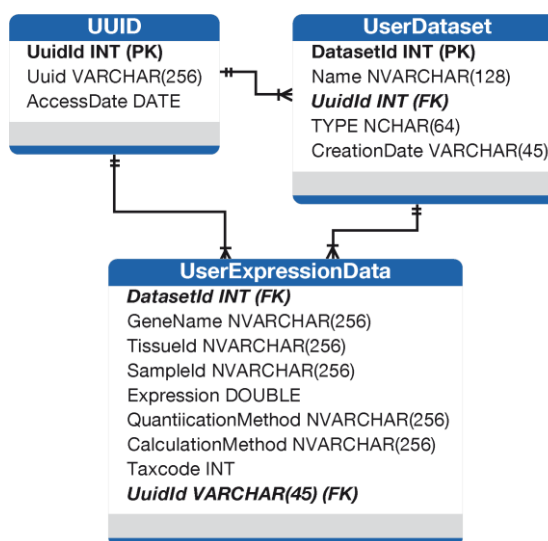 UUID
UuidId INT (PK)
Uuid VARCHAR(256)
AccessDate DATE
UserDataset
DatasetId INT (PK)
Name NVARCHAR(128)
UuidId INT (FK)
TYPE NCHAR(64)
CreationDate VARCHAR(45)
UserExpressionData
DatasetId INT (FK)
GeneName NVARCHAR(256)
TissueId NVARCHAR(256)
SampleId NVARCHAR(256)
Expression DOUBLE
QuantiicationMethod NVARCHAR(256)
CalculationMethod NVARCHAR(256)
Taxcode INT
UuidId VARCHAR(45) (FK)